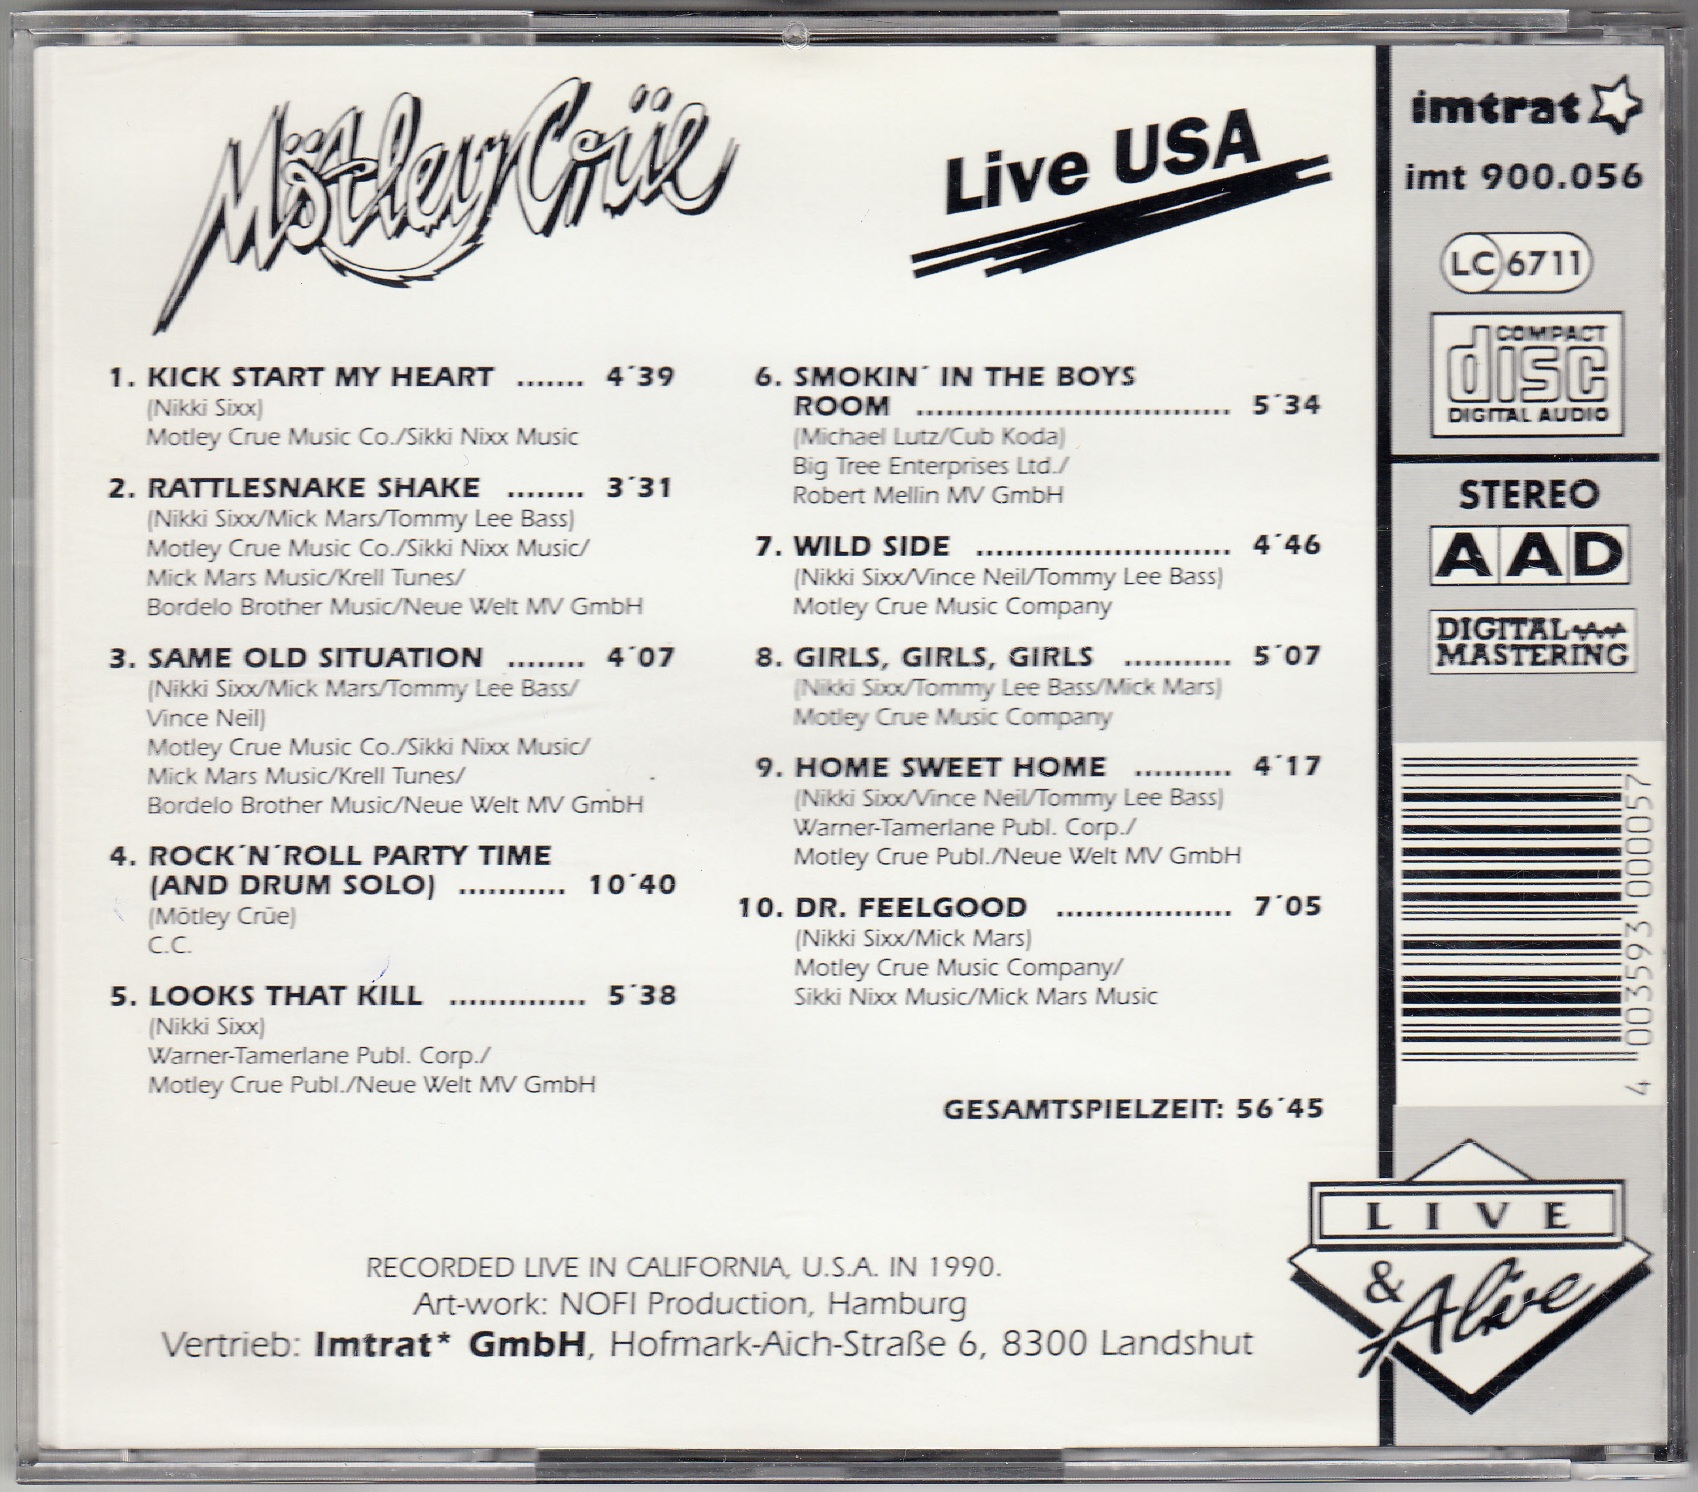 Mötley Crüe
Live USA
1. KICK START MY HEART ....... 4´39
(Nikki Sixx)
Motley Crue Music Co./Sikki Nixx Music
2. RATTLESNAKE SHAKE ........ 3´31
(Nikki Sixx/Mick Mars/Tommy Lee Bass)
Motley Crue Music Co./Sikki Nixx Music/
Mick Mars Music/Krell Tunes/
Bordelo Brother Music/Neue Welt MV GmbH
3. SAME OLD SITUATION ........ 4´07
(Nikki Sixx/Mick Mars/Tommy Lee Bass/
Vince Neil)
Motley Crue Music Co./Sikki Nixx Music/
Mick Mars Music/Krell Tunes/
Bordelo Brother Music/Neue Welt MV GmbH
4. ROCK´N´ROLL PARTY TIME
(AND DRUM SOLO) ........... 10´40
(Mötley Crüe)
C.C.
5. LOOKS THAT KILL .............. 5´38
(Nikki Sixx)
Warner-Tamerlane Publ. Corp./
Motley Crue Publ./Neue Welt MV GmbH
6. SMOKIN´ IN THE BOYS
ROOM ................................ 5´34
(Michael Lutz/Cub Koda)
Big Tree Enterprises Ltd./
Robert Mellin MV GmbH
7. WILD SIDE .......................... 4´46
(Nikki Sixx/Vince Neil/Tommy Lee Bass)
Motley Crue Music Company
8. GIRLS, GIRLS, GIRLS ........... 5´07
(Nikki Sixx/Tommy Lee Bass/Mick Mars)
Motley Crue Music Company
9. HOME SWEET HOME .......... 4´17
(Nikki Sixx/Vince Neil/Tommy Lee Bass)
Warner-Tamerlane Publ. Corp./
Motley Crue Publ./Neue Welt MV GmbH
10. DR. FEELGOOD .................. 7´05
(Nikki Sixx/Mick Mars)
Motley Crue Music Company/
Sikki Nixx Music/Mick Mars Music
GESAMTSPIELZEIT: 56´45
RECORDED LIVE IN CALIFORNIA, U.S.A. IN 1990.
Art-work: NOFI Production, Hamburg
Vertrieb: Imtrat* GmbH, Hofmark-Aich-Straße 6, 8300 Landshut
imtrat
imt 900.056
LC 6711
COMPACT
disc
DIGITAL AUDIO
STEREO
AAD
DIGITAL
MASTERING
4 003593 000057
LIVE
& Alive